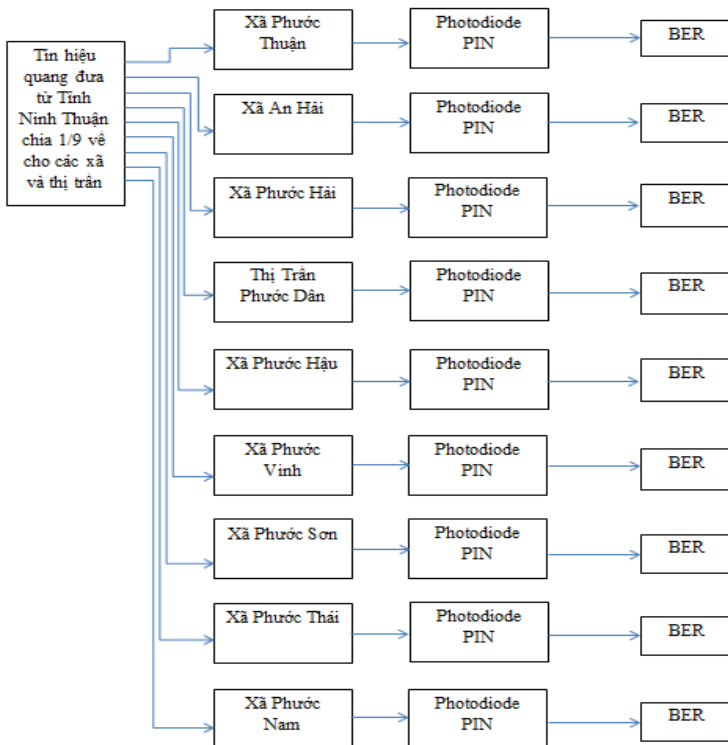 Tín hiệu
quang đưa
từ Tỉnh
Ninh Thuận
chia 1/9 về
cho các xã
và thị trấn
Xã Phước
Thuận
Photodiode
PIN
BER
Xã An Hải
Photodiode
PIN
BER
Xã Phước Hải
Photodiode
PIN
BER
Thị Trấn
Phước Dân
Photodiode
PIN
BER
Xã Phước Hậu
Photodiode
PIN
BER
Xã Phước
Vinh
Photodiode
PIN
BER
Xã Phước Sơn
Photodiode
PIN
BER
Xã Phước Thái
Photodiode
PIN
BER
Xã Phước
Nam
Photodiode
PIN
BER